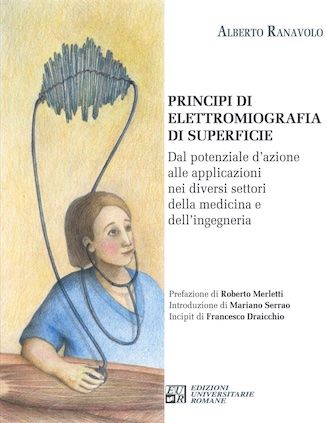 ALBERTO RANAVOLO
PRINCIPI DI
ELETTROMIOGRAFIA
DI SUPERFICIE
Dal potenziale d'azione
alle applicazioni
nei diversi settori
della medicina e
dell'ingegneria
Prefazione di Roberto Merletti
Introduzione di Mariano Serrao
Incipit di Francesco Draicchio
EUR
EDIZIONI
UNIVERSITARIE
ROMANE